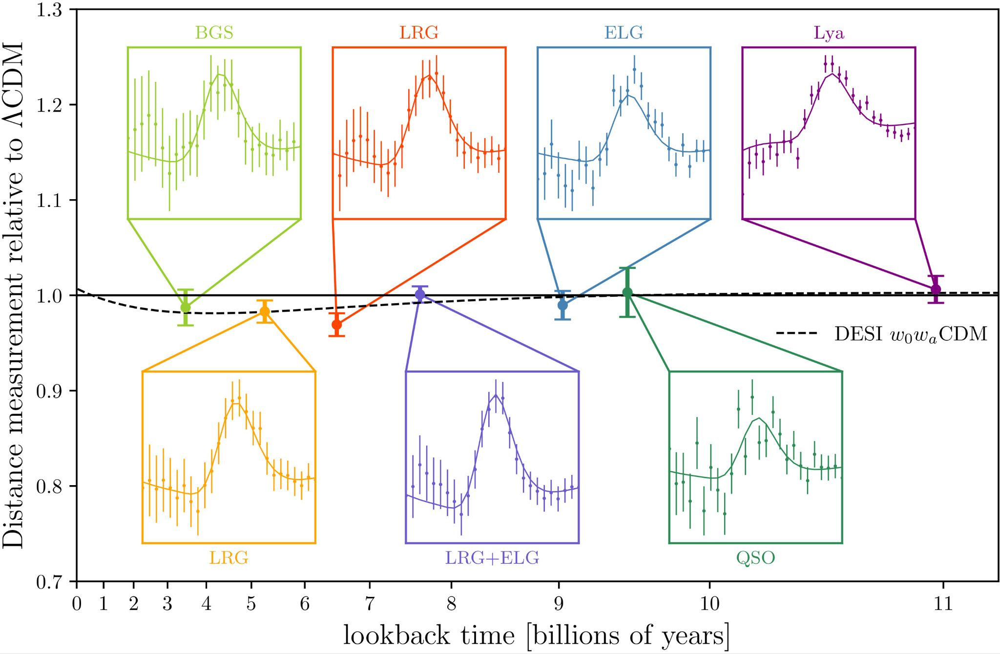 Distance measurement relative to ΛCDM
1.3
1.2
1.1
1.0
0.9
0.8
0.7
BGS
LRG
ELG
Lya
DESI w₀wₐCDM
LRG
LRG+ELG
QSO
0 1 2 3 4 5 6 7 8 9 10 11
lookback time [billions of years]